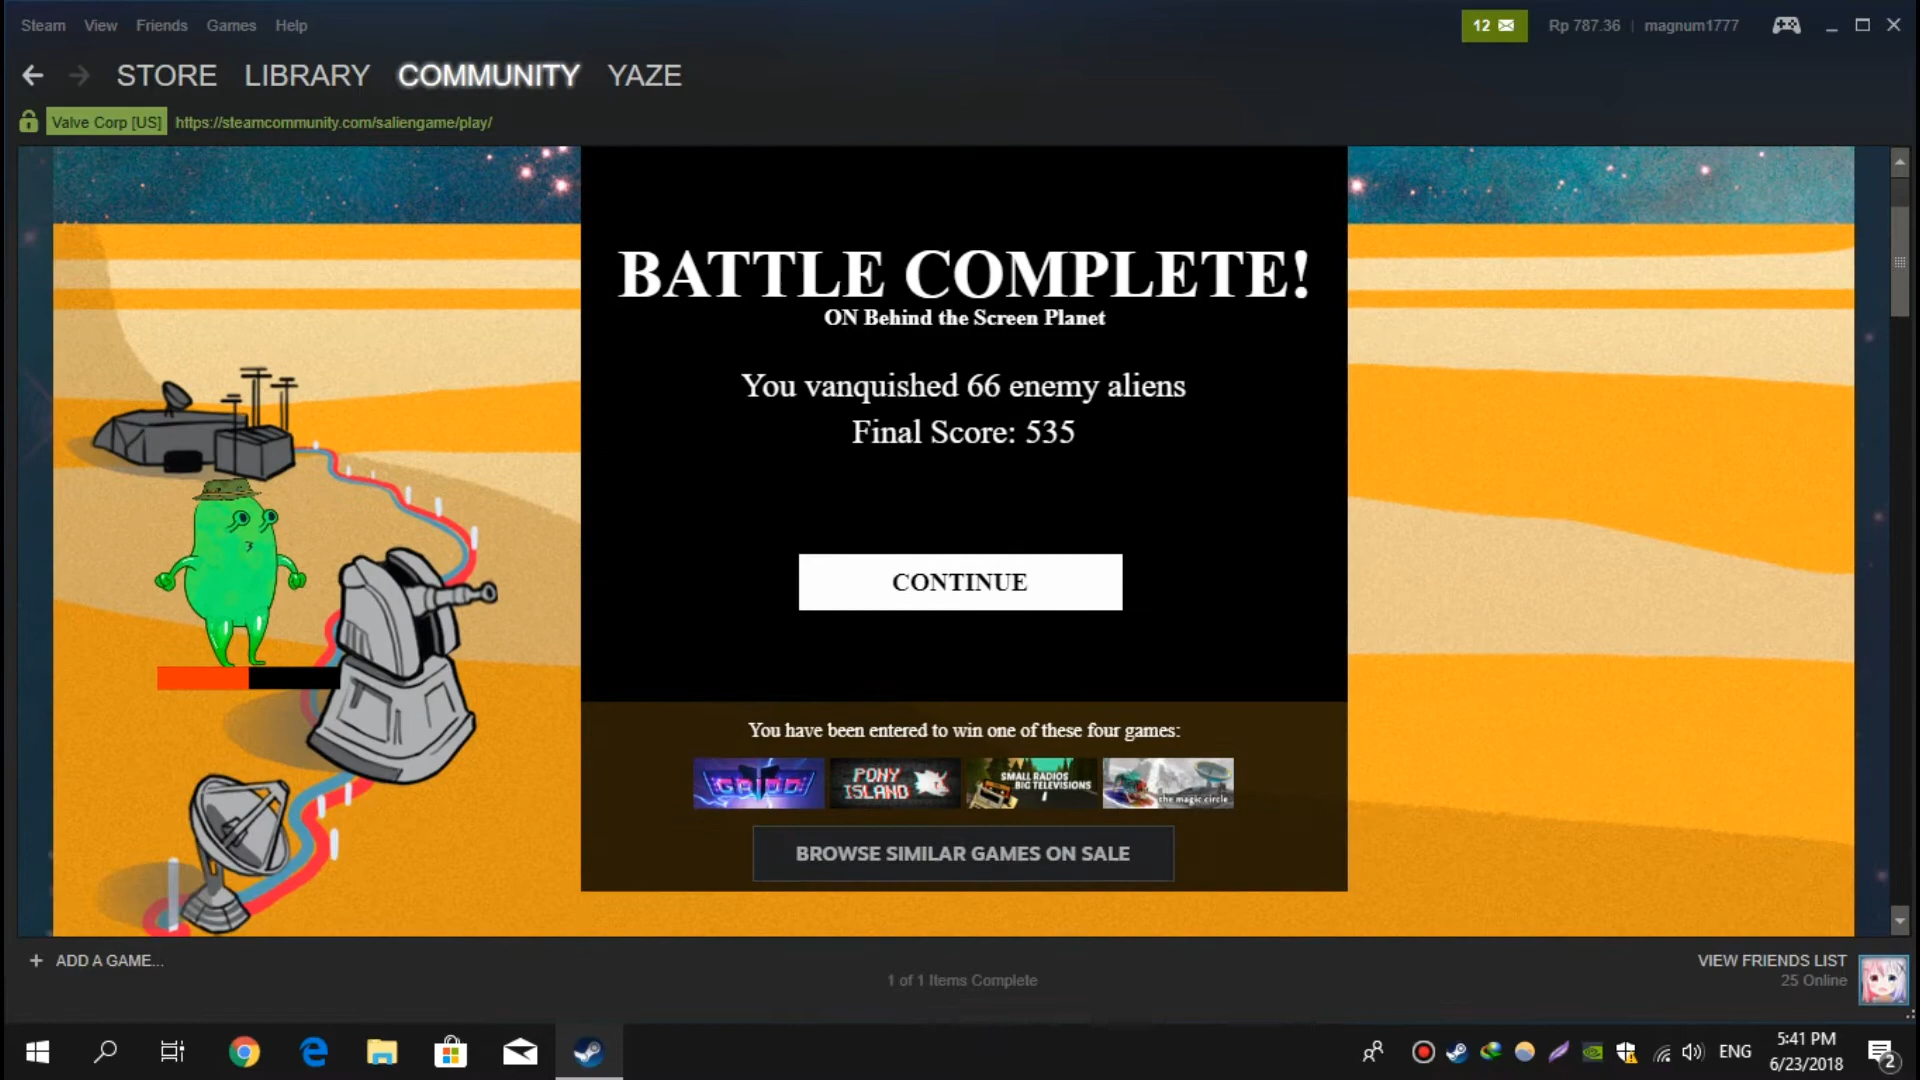 Steam View Friends Games Help
12 Rp 787.36 | magnum1777
STORE LIBRARY COMMUNITY YAZE
Valve Corp [US] https://steamcommunity.com/saliengame/play/
BATTLE COMPLETE!
ON Behind the Screen Planet
You vanquished 66 enemy aliens
Final Score: 535
CONTINUE
You have been entered to win one of these four games:
GRIDD
PONY
ISLAND
SMALL RADIOS
BIG TELEVISIONS
the magic circle
BROWSE SIMILAR GAMES ON SALE
+ ADD A GAME...
1 of 1 Items Complete
VIEW FRIENDS LIST
25 Online
ENG
5:41 PM
6/23/2018
2